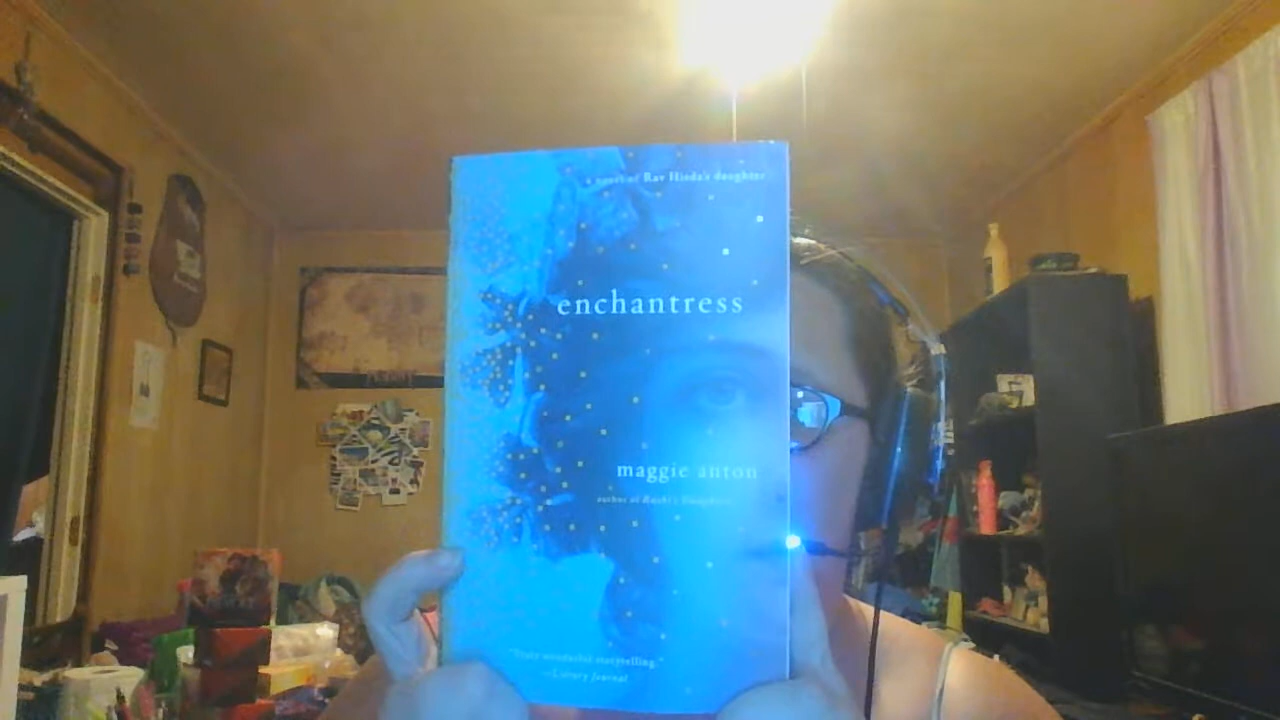 a novel of Rav Hisda's daughter
enchantress
maggie anton
author of Rashi's Daughters
"Truly wonderful storytelling."
—Library Journal